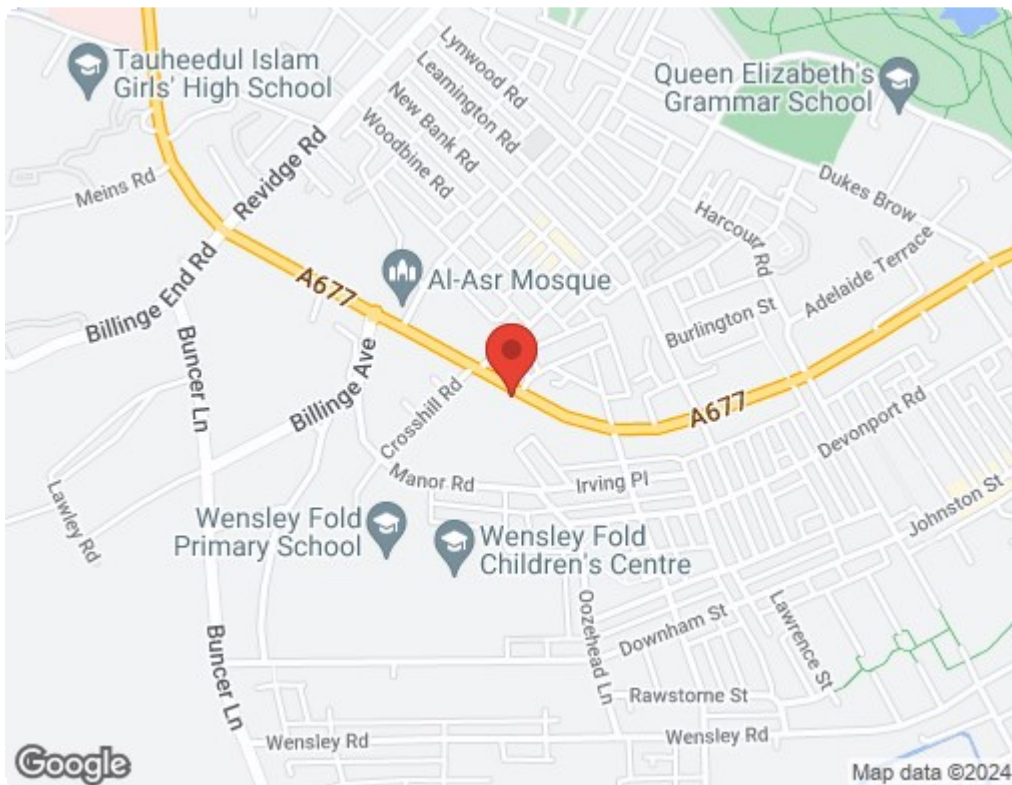 Tauheedul Islam
Girls' High School
Lynwood Rd
Leamington Rd
New Bank Rd
Woodbine Rd
Queen Elizabeth's
Grammar School
Meins Rd
Revidge Rd
Dukes Brow
Harcourt Rd
Adelaide Terrace
Billinge End Rd
A677
Al-Asr Mosque
Burlington St
Buncer Ln
Billinge Ave
Crosshill Rd
A677
Devonport Rd
Manor Rd
Irving Pl
Johnston St
Lawley Rd
Wensley Fold
Primary School
Wensley Fold
Children's Centre
Oozehead Ln
Downham St
Lawrence St
Buncer Ln
Rawstorne St
Wensley Rd
Wensley Rd
Google
Map data ©2024